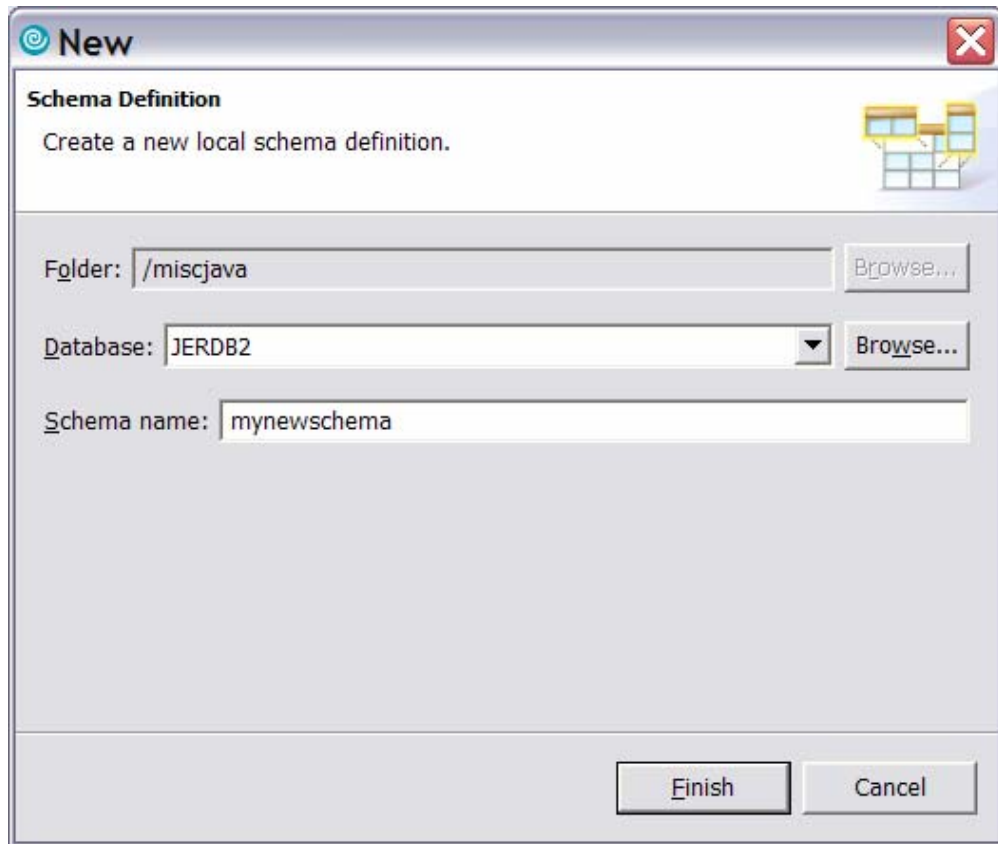 New
Schema Definition
Create a new local schema definition.
Folder: /miscjava Browse...
Database: JERDB2 Browse...
Schema name: mynewschema
Finish Cancel